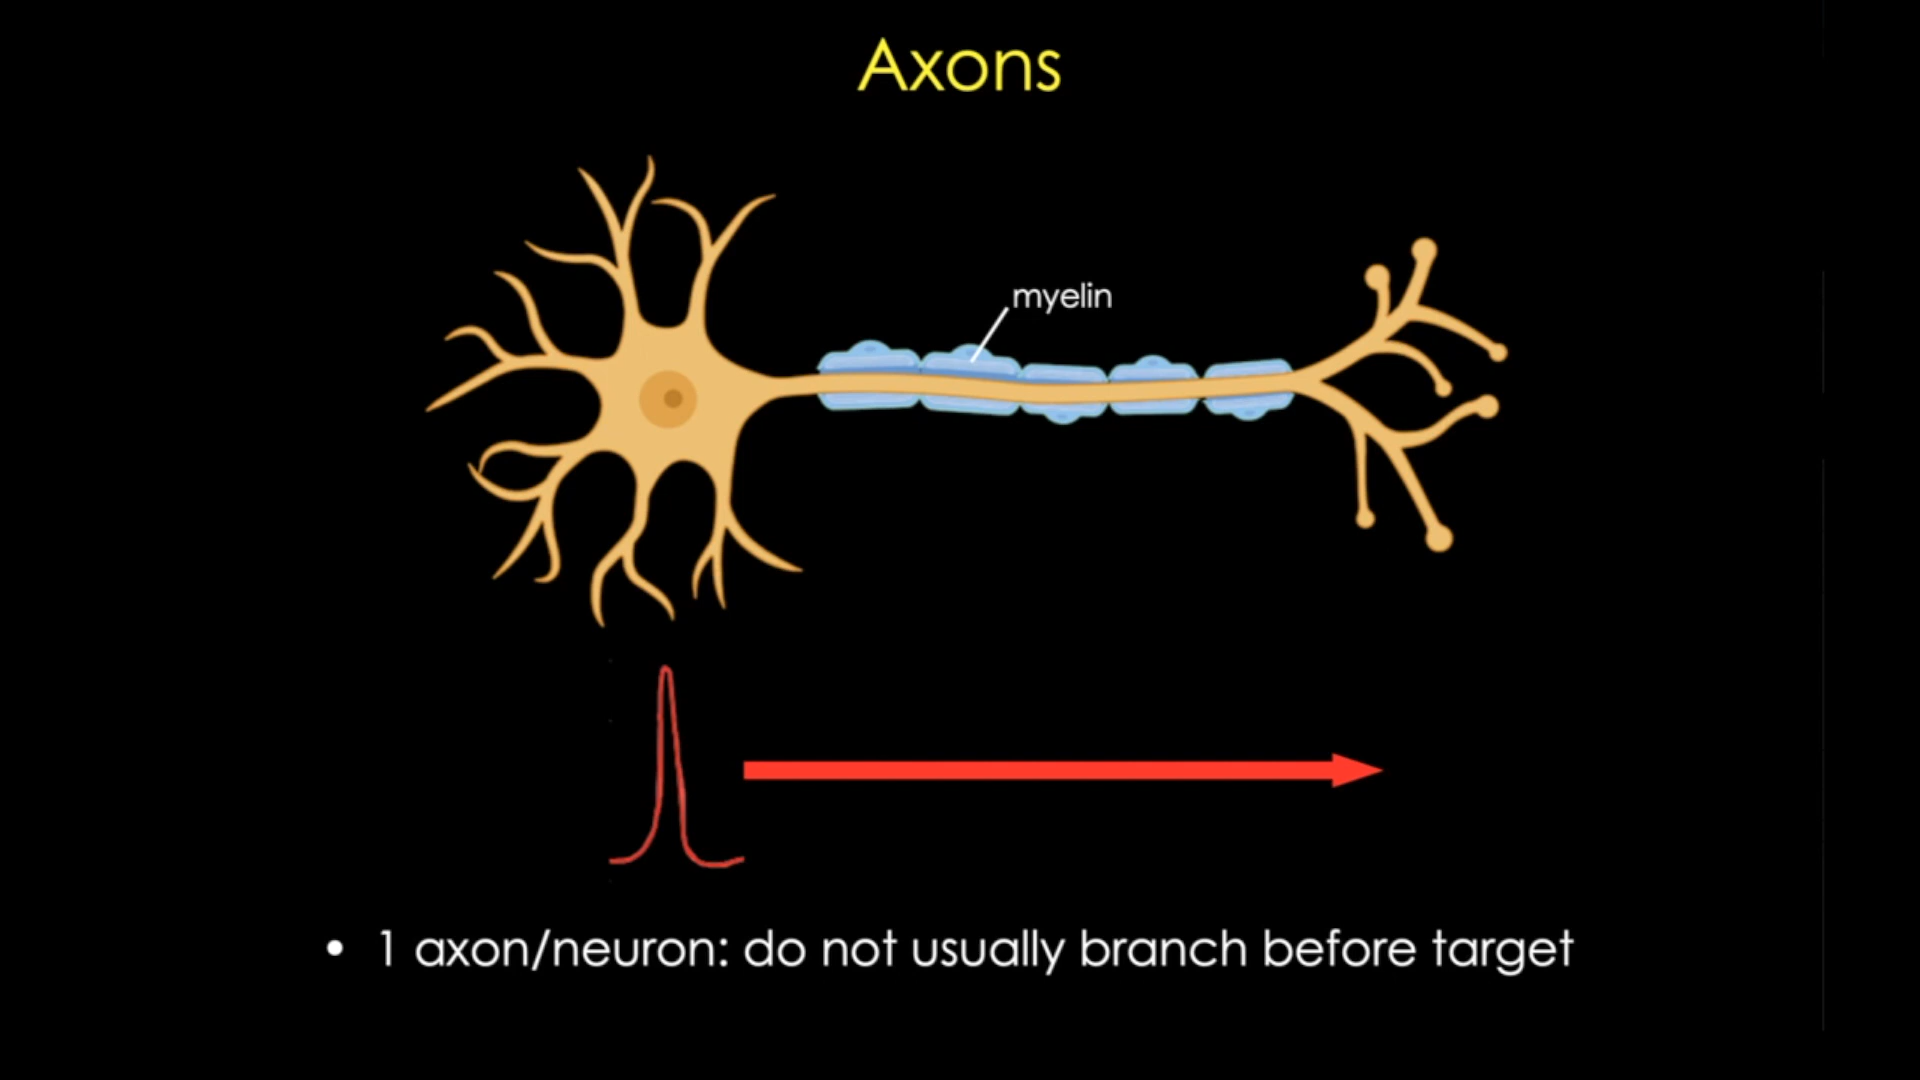 Axons
myelin
• 1 axon/neuron: do not usually branch before target